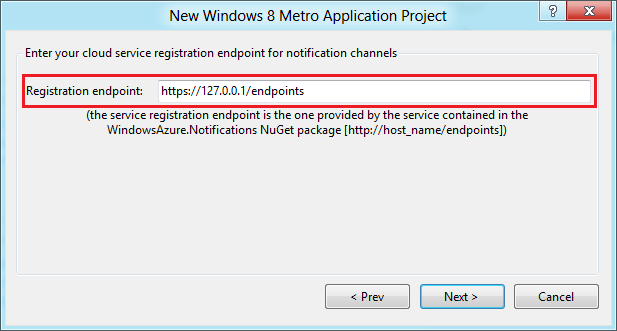 New Windows 8 Metro Application Project
?
Enter your cloud service registration endpoint for notification channels
Registration endpoint: https://127.0.0.1/endpoints
(the service registration endpoint is the one provided by the service contained in the
WindowsAzure.Notifications NuGet package [http://host_name/endpoints])
< Prev Next > Cancel